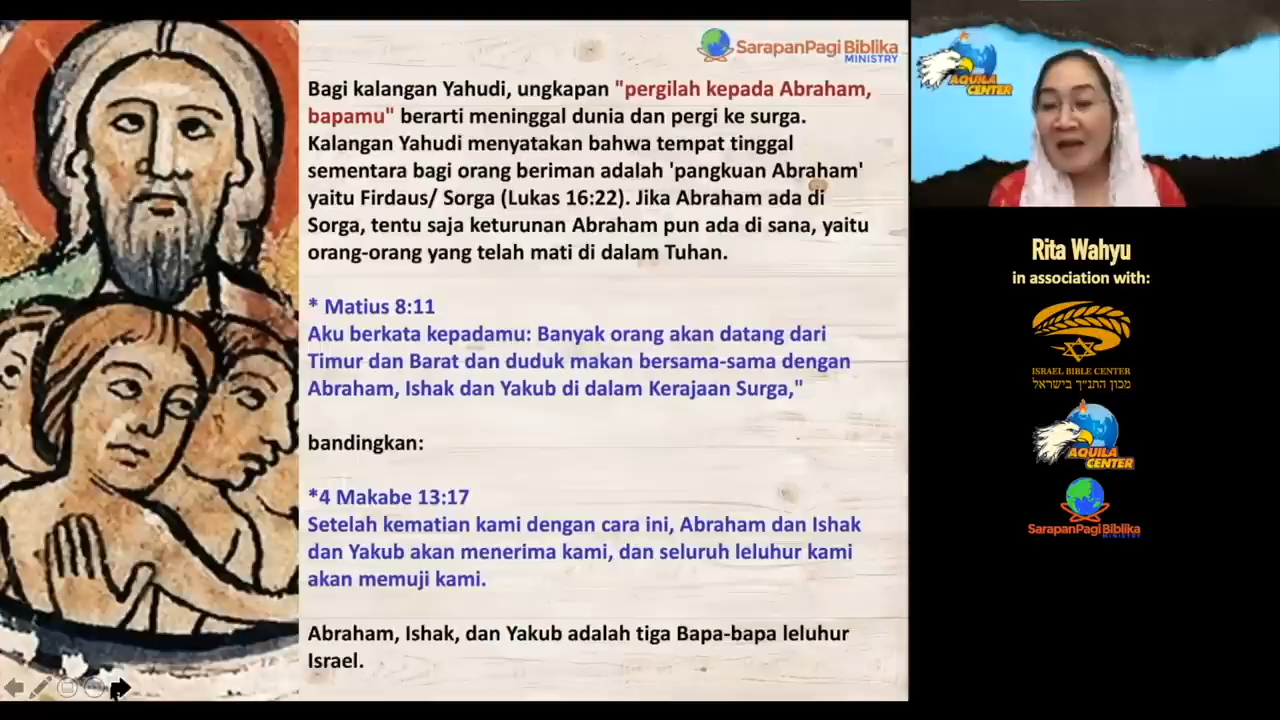 SarapanPagi Biblika
MINISTRY
Bagi kalangan Yahudi, ungkapan "pergilah kepada Abraham,
bapamu" berarti meninggal dunia dan pergi ke surga.
Kalangan Yahudi menyatakan bahwa tempat tinggal
sementara bagi orang beriman adalah 'pangkuan Abraham'
yaitu Firdaus/ Sorga (Lukas 16:22). Jika Abraham ada di
Sorga, tentu saja keturunan Abraham pun ada di sana, yaitu
orang-orang yang telah mati di dalam Tuhan.
* Matius 8:11
Aku berkata kepadamu: Banyak orang akan datang dari
Timur dan Barat dan duduk makan bersama-sama dengan
Abraham, Ishak dan Yakub di dalam Kerajaan Surga,"
bandingkan:
*4 Makabe 13:17
Setelah kematian kami dengan cara ini, Abraham dan Ishak
dan Yakub akan menerima kami, dan seluruh leluhur kami
akan memuji kami.
Abraham, Ishak, dan Yakub adalah tiga Bapa-bapa leluhur
Israel.
AQUILA
CENTER
Rita Wahyu
in association with:
ISRAEL BIBLE CENTER
מכון התנ״ך בישראל
AQUILA
CENTER
SarapanPagi Biblika
MINISTRY